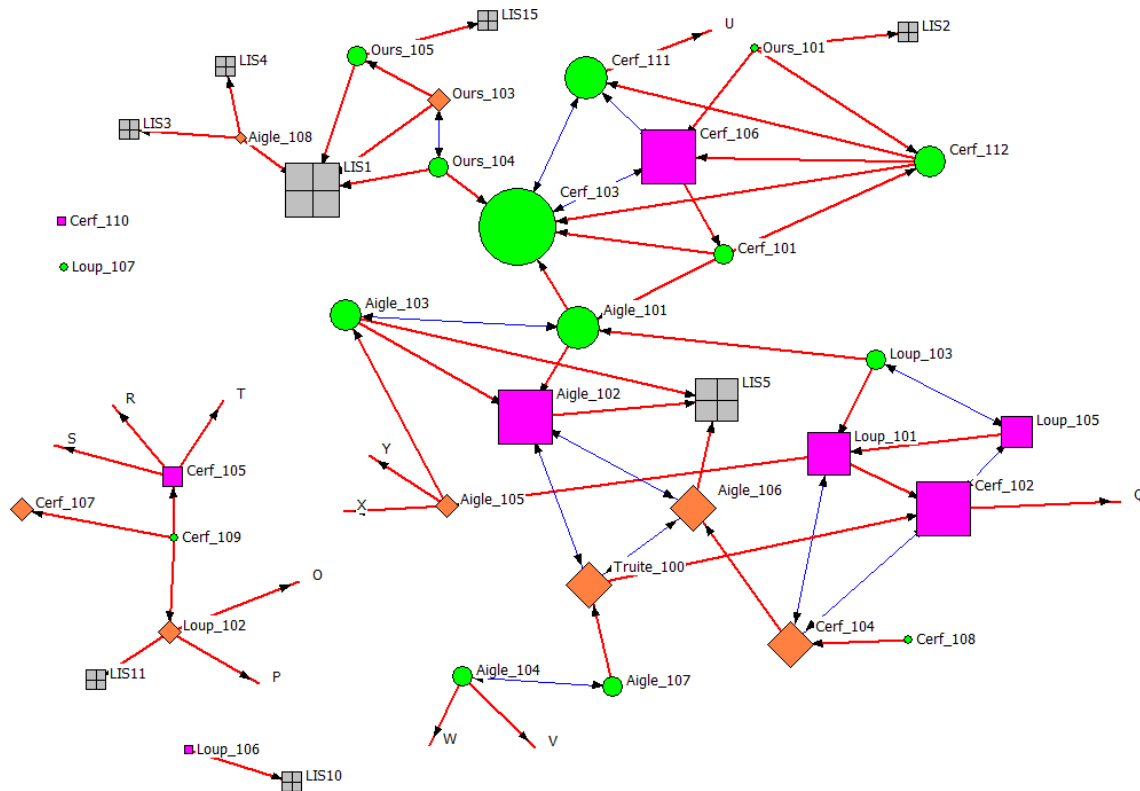 LIS15
U
LIS2
Ours_105
Ours_101
Cerf_111
LIS4
Ours_103
LIS3
Aigle_108
Cerf_106
Cerf_112
LIS1
Ours_104
Cerf_103
Cerf_110
Cerf_101
Loup_107
Aigle_103
Aigle_101
Loup_103
Aigle_102
LIS5
R
T
Loup_105
S
Y
Loup_101
Cerf_105
Cerf_102
Aigle_105
Aigle_106
Cerf_107
X
Q
Cerf_109
Truite_100
O
Loup_102
Cerf_104
Cerf_108
LIS11
P
Aigle_104
Aigle_107
W
V
Loup_106
LIS10